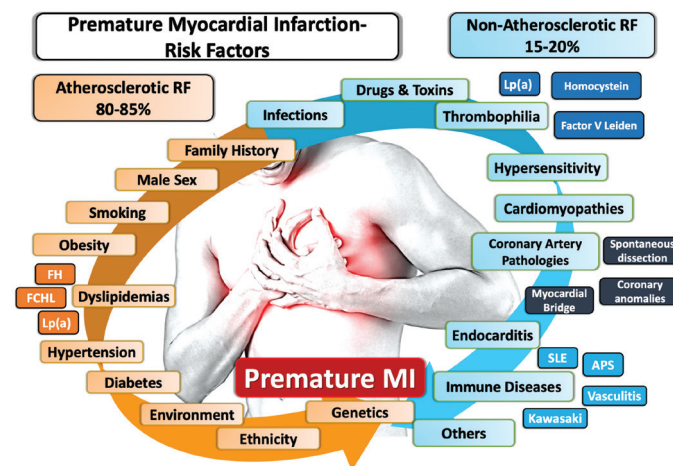 Premature Myocardial Infarction-
Risk Factors
Non-Atherosclerotic RF
15-20%
Atherosclerotic RF
80-85%
Family History
Male Sex
Smoking
Obesity
Dyslipidemias
FH
FCHL
Lp(a)
Hypertension
Diabetes
Environment
Ethnicity
Genetics
Premature MI
Infections
Drugs & Toxins
Thrombophilia
Lp(a)
Homocystein
Factor V Leiden
Hypersensitivity
Cardiomyopathies
Coronary Artery
Pathologies
Spontaneous
dissection
Myocardial
Bridge
Coronary
anomalies
Endocarditis
Immune Diseases
SLE
APS
Vasculitis
Kawasaki
Others